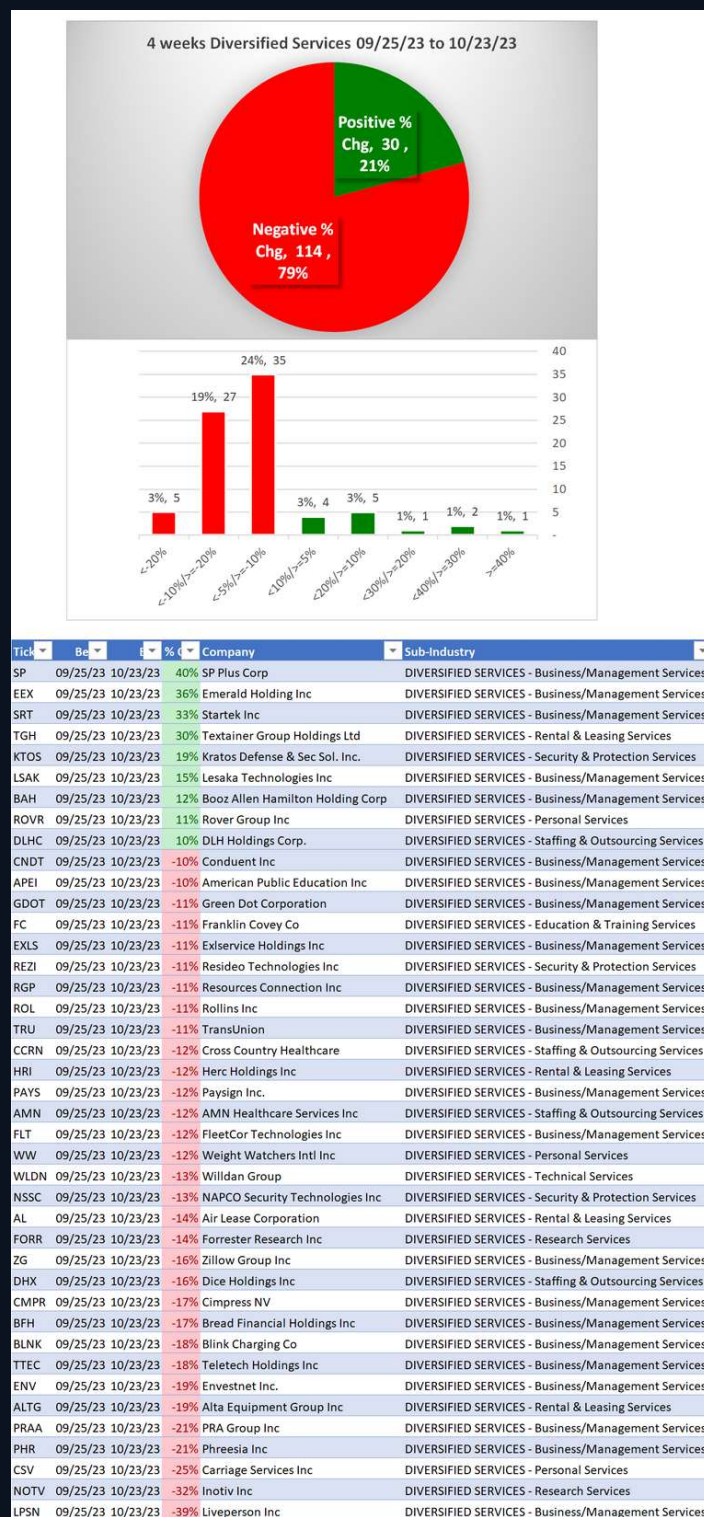 4 weeks Diversified Services 09/25/23 to 10/23/23
Positive %
Chg, 30 ,
21%
Negative %
Chg, 114 ,
79%
40
35
30
25
20
15
10
5
-
3%, 5
19%, 27
24%, 35
3%, 4
3%, 5
1%, 1
1%, 2
1%, 1
<-20%
<-10%/>=-20%
<-5%/>=-10%
<10%/>=5%
<20%/>=10%
<30%/>=20%
<40%/>=30%
>=40%
Tick Be % Company Sub-Industry
SP 09/25/23 10/23/23 40% SP Plus Corp DIVERSIFIED SERVICES - Business/Management Services
EEX 09/25/23 10/23/23 36% Emerald Holding Inc DIVERSIFIED SERVICES - Business/Management Services
SRT 09/25/23 10/23/23 33% Startek Inc DIVERSIFIED SERVICES - Business/Management Services
TGH 09/25/23 10/23/23 30% Textainer Group Holdings Ltd DIVERSIFIED SERVICES - Rental & Leasing Services
KTOS 09/25/23 10/23/23 19% Kratos Defense & Sec Sol. Inc. DIVERSIFIED SERVICES - Security & Protection Services
LSAK 09/25/23 10/23/23 15% Lesaka Technologies Inc DIVERSIFIED SERVICES - Business/Management Services
BAH 09/25/23 10/23/23 12% Booz Allen Hamilton Holding Corp DIVERSIFIED SERVICES - Business/Management Services
ROVR 09/25/23 10/23/23 11% Rover Group Inc DIVERSIFIED SERVICES - Personal Services
DLHC 09/25/23 10/23/23 10% DLH Holdings Corp. DIVERSIFIED SERVICES - Staffing & Outsourcing Services
CNDT 09/25/23 10/23/23 -10% Conduent Inc DIVERSIFIED SERVICES - Business/Management Services
APEI 09/25/23 10/23/23 -10% American Public Education Inc DIVERSIFIED SERVICES - Business/Management Services
GDOT 09/25/23 10/23/23 -11% Green Dot Corporation DIVERSIFIED SERVICES - Business/Management Services
FC 09/25/23 10/23/23 -11% Franklin Covey Co DIVERSIFIED SERVICES - Education & Training Services
EXLS 09/25/23 10/23/23 -11% Exlservice Holdings Inc DIVERSIFIED SERVICES - Business/Management Services
REZI 09/25/23 10/23/23 -11% Resideo Technologies Inc DIVERSIFIED SERVICES - Security & Protection Services
RGP 09/25/23 10/23/23 -11% Resources Connection Inc DIVERSIFIED SERVICES - Business/Management Services
ROL 09/25/23 10/23/23 -11% Rollins Inc DIVERSIFIED SERVICES - Business/Management Services
TRU 09/25/23 10/23/23 -11% TransUnion DIVERSIFIED SERVICES - Business/Management Services
CCRN 09/25/23 10/23/23 -12% Cross Country Healthcare DIVERSIFIED SERVICES - Staffing & Outsourcing Services
HRI 09/25/23 10/23/23 -12% Herc Holdings Inc DIVERSIFIED SERVICES - Rental & Leasing Services
PAYS 09/25/23 10/23/23 -12% Paysign Inc. DIVERSIFIED SERVICES - Business/Management Services
AMN 09/25/23 10/23/23 -12% AMN Healthcare Services Inc DIVERSIFIED SERVICES - Staffing & Outsourcing Services
FLT 09/25/23 10/23/23 -12% FleetCor Technologies Inc DIVERSIFIED SERVICES - Business/Management Services
WW 09/25/23 10/23/23 -12% Weight Watchers Intl Inc DIVERSIFIED SERVICES - Personal Services
WLDN 09/25/23 10/23/23 -13% Willdan Group DIVERSIFIED SERVICES - Technical Services
NSSC 09/25/23 10/23/23 -13% NAPCO Security Technologies Inc DIVERSIFIED SERVICES - Security & Protection Services
AL 09/25/23 10/23/23 -14% Air Lease Corporation DIVERSIFIED SERVICES - Rental & Leasing Services
FORR 09/25/23 10/23/23 -14% Forrester Research Inc DIVERSIFIED SERVICES - Research Services
ZG 09/25/23 10/23/23 -16% Zillow Group Inc DIVERSIFIED SERVICES - Business/Management Services
DHX 09/25/23 10/23/23 -16% Dice Holdings Inc DIVERSIFIED SERVICES - Staffing & Outsourcing Services
CMPR 09/25/23 10/23/23 -17% Cimpress NV DIVERSIFIED SERVICES - Business/Management Services
BFH 09/25/23 10/23/23 -17% Bread Financial Holdings Inc DIVERSIFIED SERVICES - Business/Management Services
BLNK 09/25/23 10/23/23 -18% Blink Charging Co DIVERSIFIED SERVICES - Business/Management Services
TTEC 09/25/23 10/23/23 -18% Teletech Holdings Inc DIVERSIFIED SERVICES - Business/Management Services
ENV 09/25/23 10/23/23 -19% Envestnet Inc. DIVERSIFIED SERVICES - Business/Management Services
ALTG 09/25/23 10/23/23 -19% Alta Equipment Group Inc DIVERSIFIED SERVICES - Rental & Leasing Services
PRAA 09/25/23 10/23/23 -21% PRA Group Inc DIVERSIFIED SERVICES - Business/Management Services
PHR 09/25/23 10/23/23 -21% Phreesia Inc DIVERSIFIED SERVICES - Business/Management Services
CSV 09/25/23 10/23/23 -25% Carriage Services Inc DIVERSIFIED SERVICES - Personal Services
NOTV 09/25/23 10/23/23 -32% Inotiv Inc DIVERSIFIED SERVICES - Research Services
LPSN 09/25/23 10/23/23 -39% Liveperson Inc DIVERSIFIED SERVICES - Business/Management Services